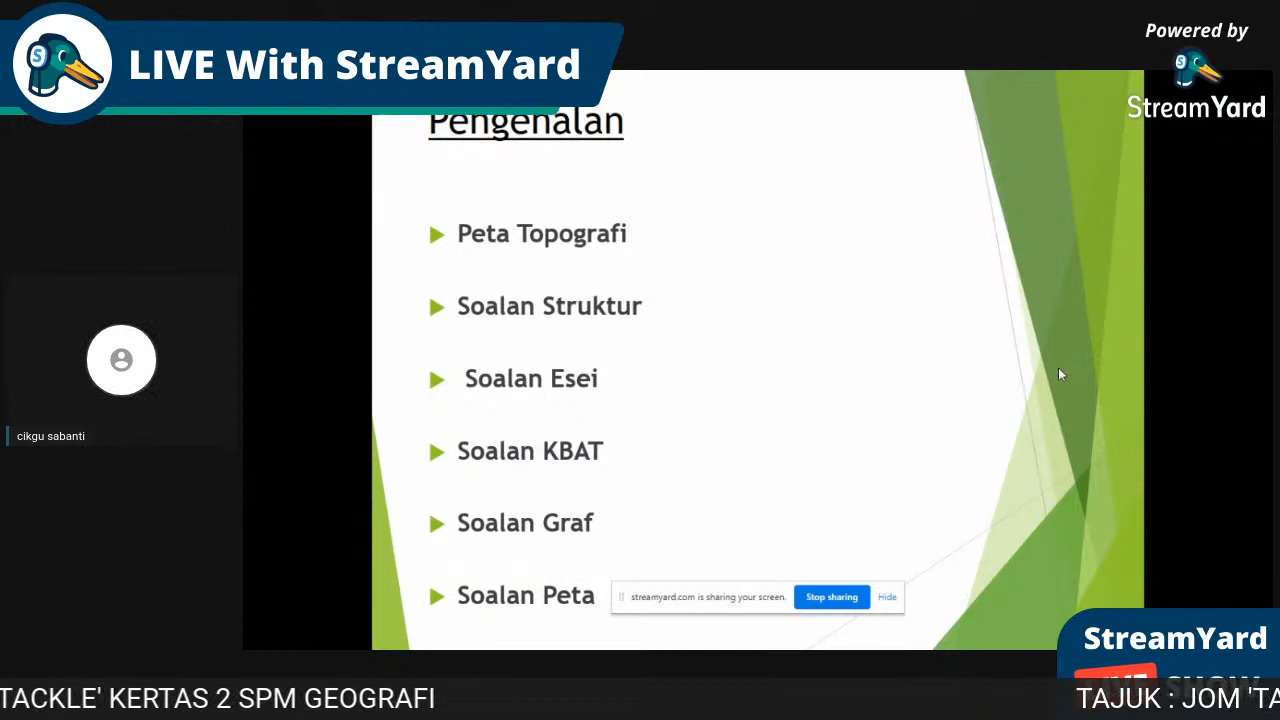 LIVE With StreamYard
Powered by
StreamYard
Pengenalan
Peta Topografi
Soalan Struktur
Soalan Esei
cikgu sabanti
Soalan KBAT
Soalan Graf
Soalan Peta
streamyard.com is sharing your screen.
Stop sharing
Hide
StreamYard
LIVE SHOW
TACKLE' KERTAS 2 SPM GEOGRAFI
TAJUK : JOM 'TA